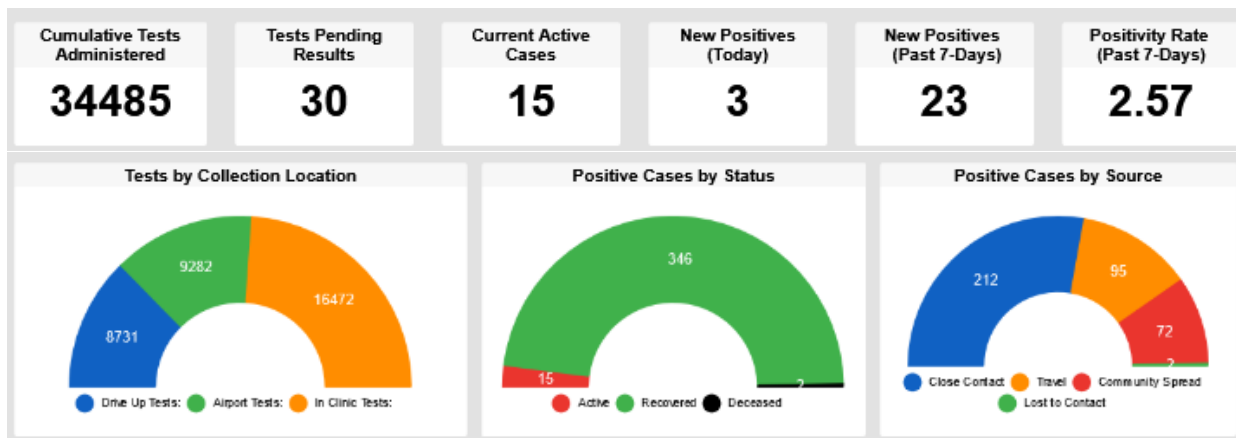 Cumulative Tests
Administered
34485
Tests Pending
Results
30
Current Active
Cases
15
New Positives
(Today)
3
New Positives
(Past 7-Days)
23
Positivity Rate
(Past 7-Days)
2.57
Tests by Collection Location
8731
9282
16472
Drive Up Tests: Airport Tests: In Clinic Tests:
Positive Cases by Status
346
15
2
Active Recovered Deceased
Positive Cases by Source
212
95
72
2
Close Contact Travel Community Spread
Lost to Contact